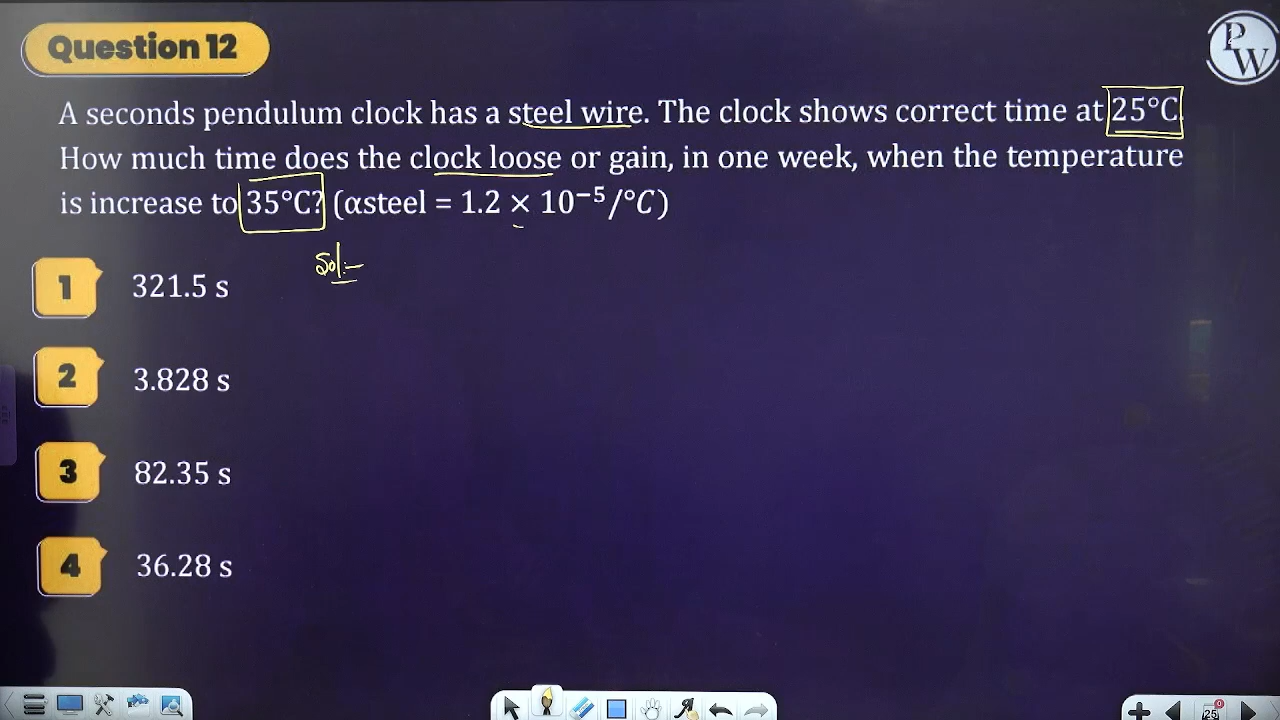 Question 12
PW
A seconds pendulum clock has a steel wire. The clock shows correct time at 25°C.
How much time does the clock loose or gain, in one week, when the temperature
is increase to 35°C? (αsteel = 1.2 × 10⁻⁵/°C)
Sol:-
1 321.5 s
2 3.828 s
3 82.35 s
4 36.28 s
25